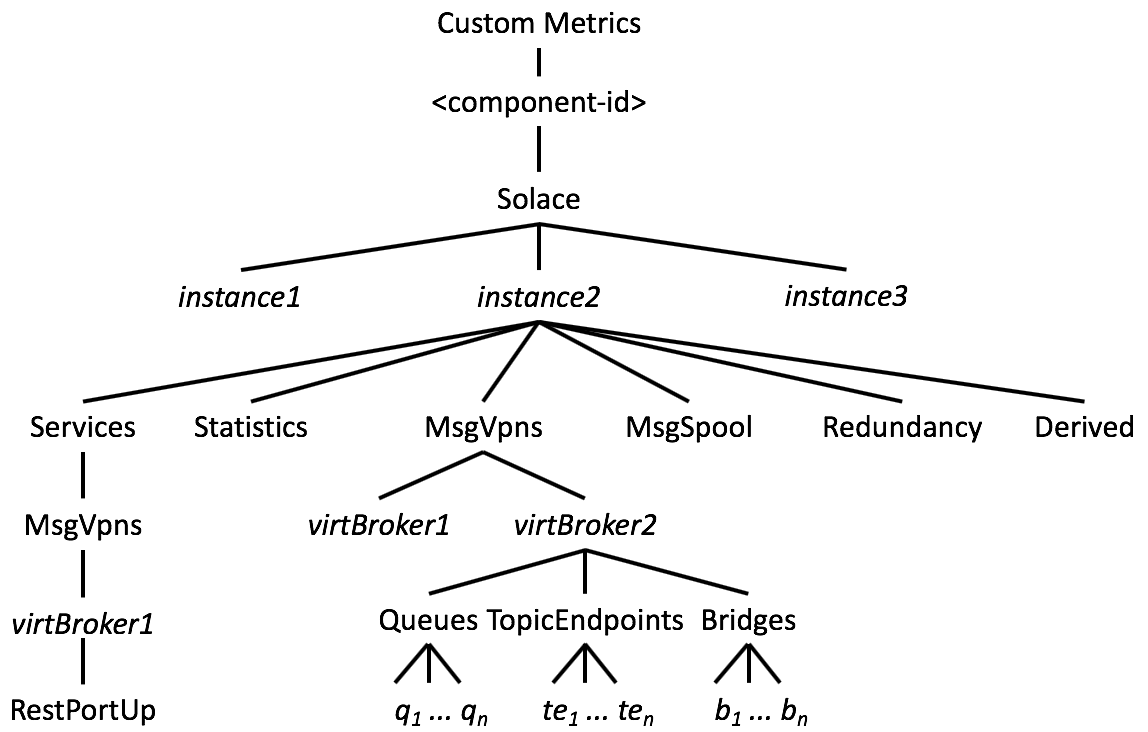 Custom Metrics
<component-id>
Solace
instance1 instance2 instance3
Services Statistics MsgVpns MsgSpool Redundancy Derived
MsgVpns virtBroker1 virtBroker2
virtBroker1 Queues TopicEndpoints Bridges
RestPortUp q1 ... qn te1 ... ten b1 ... bn